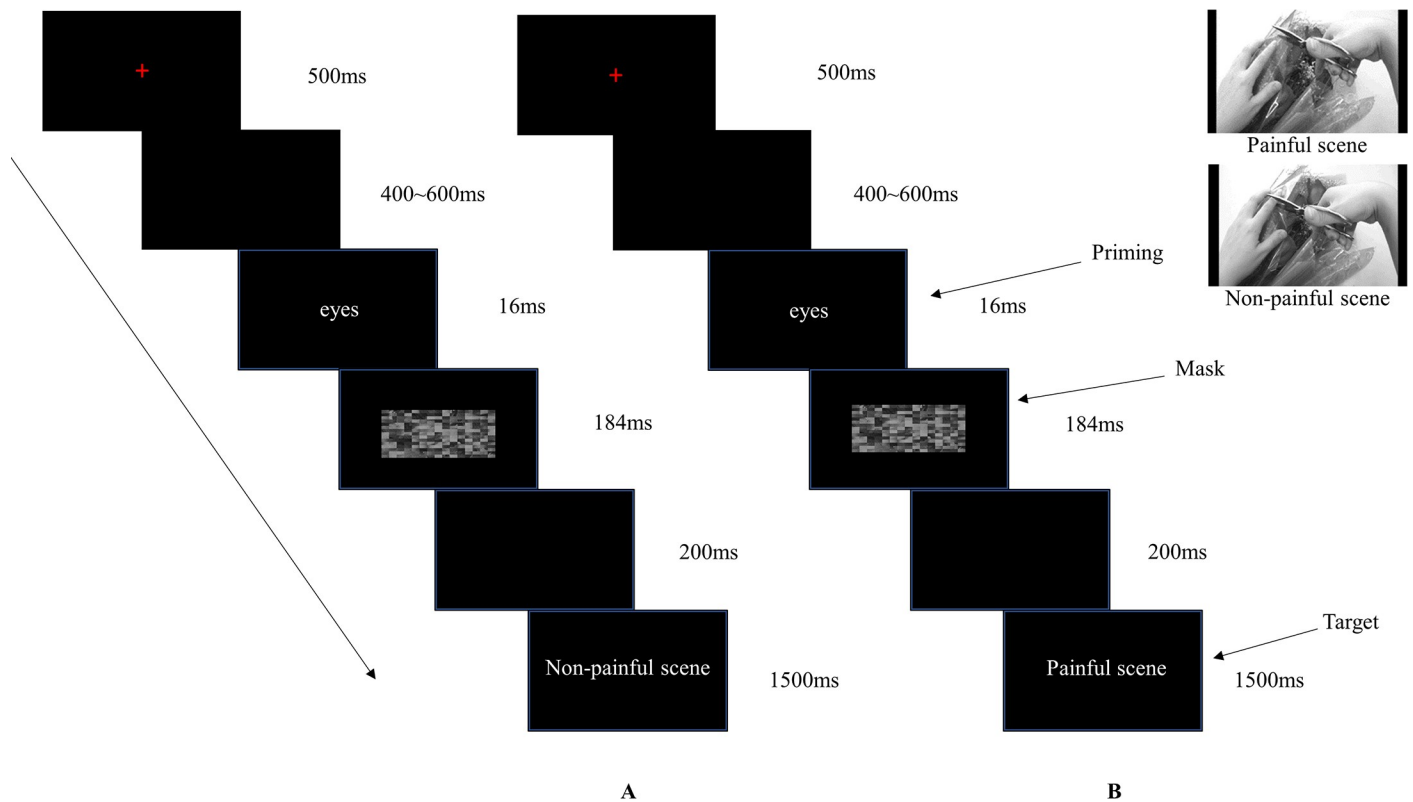 500ms
400~600ms
eyes
16ms
184ms
200ms
Non-painful scene
1500ms
A
500ms
400~600ms
Priming
eyes
16ms
Mask
184ms
200ms
Target
Painful scene
1500ms
B
Painful scene
Non-painful scene